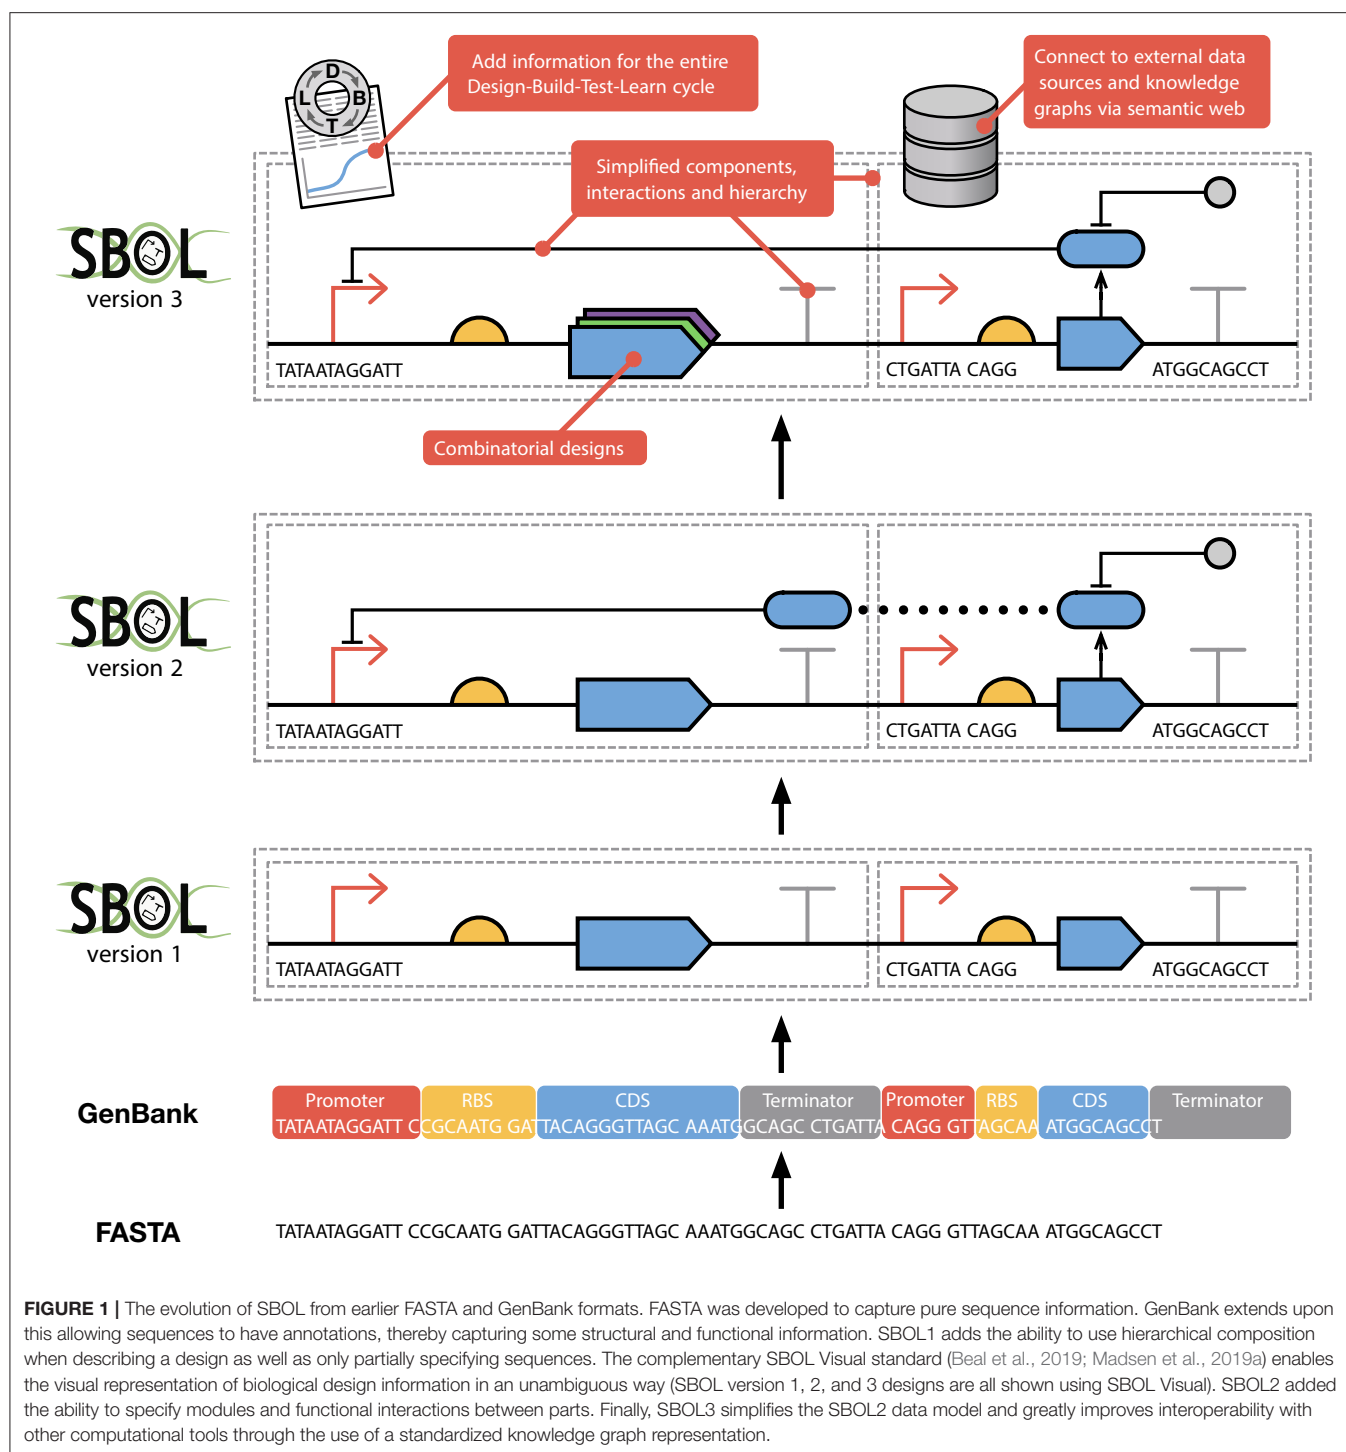 Add information for the entire
Design-Build-Test-Learn cycle
Connect to external data
sources and knowledge
graphs via semantic web
D
L B
T
Simplified components,
interactions and hierarchy
SBOL
version 3
TATAATAGGATT
CTGATTA CAGG
ATGGCAGCCT
Combinatorial designs
SBOL
version 2
TATAATAGGATT
CTGATTA CAGG
ATGGCAGCCT
SBOL
version 1
TATAATAGGATT
CTGATTA CAGG
ATGGCAGCCT
GenBank
Promoter RBS CDS Terminator Promoter RBS CDS Terminator
TATAATAGGATT CCGCAATG GATTACAGGGTTAGC AAATGGCAGC CCTGATTA CAGG GTTAGCAA ATGGCAGCCT
FASTA
TATAATAGGATT CCGCAATG GATTACAGGGTTAGC AAATGGCAGC CCTGATTA CAGG GTTAGCAA ATGGCAGCCT
FIGURE 1 | The evolution of SBOL from earlier FASTA and GenBank formats. FASTA was developed to capture pure sequence information. GenBank extends upon
this allowing sequences to have annotations, thereby capturing some structural and functional information. SBOL1 adds the ability to use hierarchical composition
when describing a design as well as only partially specifying sequences. The complementary SBOL Visual standard (Beal et al., 2019; Madsen et al., 2019a) enables
the visual representation of biological design information in an unambiguous way (SBOL version 1, 2, and 3 designs are all shown using SBOL Visual). SBOL2 added
the ability to specify modules and functional interactions between parts. Finally, SBOL3 simplifies the SBOL2 data model and greatly improves interoperability with
other computational tools through the use of a standardized knowledge graph representation.